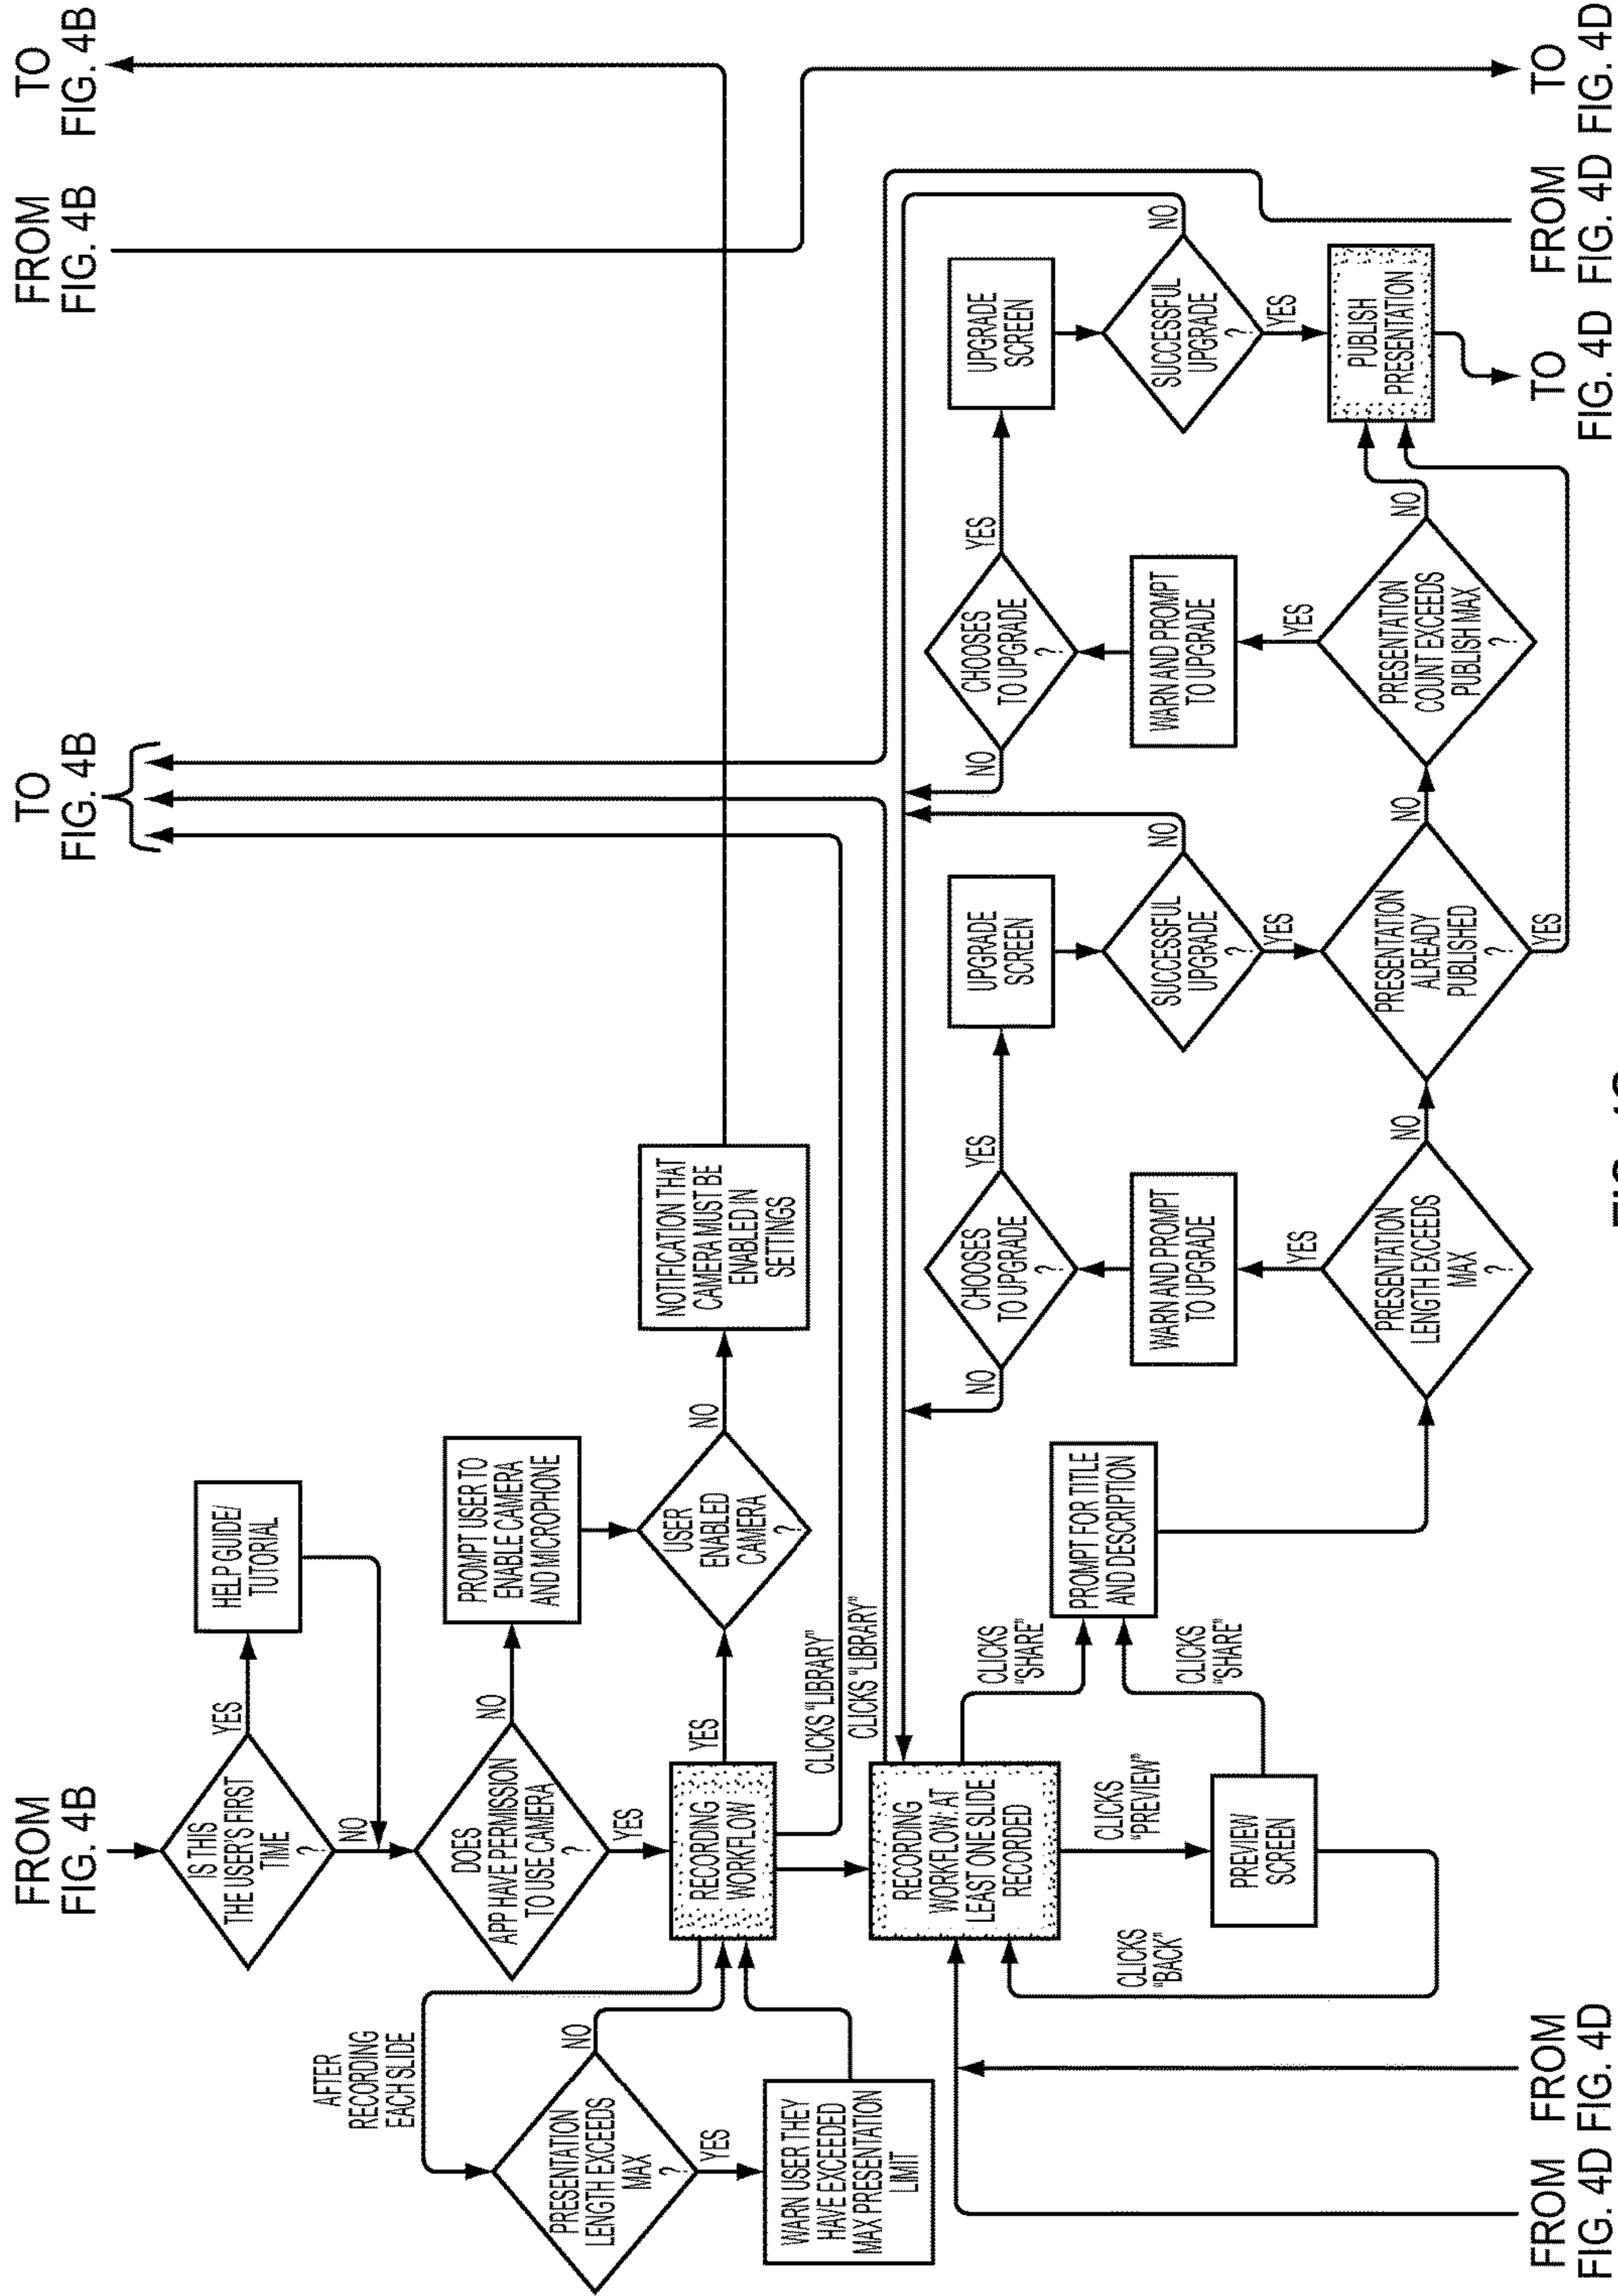 FROM
FIG. 4B
TO
FIG. 4B
FROM
FIG. 4B
TO
FIG. 4B
IS THIS
THE USER'S FIRST
TIME
?
YES
HELP GUIDE/
TUTORIAL
NO
DOES
APP HAVE PERMISSION
TO USE CAMERA
?
NO
PROMPT USER TO
ENABLE CAMERA
AND MICROPHONE
YES
AFTER
RECORDING
EACH SLIDE
PRESENTATION
LENGTH EXCEEDS
MAX
?
NO
YES
WARN USER THEY
HAVE EXCEEDED
MAX PRESENTATION
LIMIT
RECORDING
WORKFLOW
YES
USER
ENABLED
CAMERA
?
NO
NOTIFICATION THAT
CAMERA MUST BE
ENABLED IN
SETTINGS
CLICKS "LIBRARY"
CLICKS "LIBRARY"
RECORDING
WORKFLOW: AT
LEAST ONE SLIDE
RECORDED
CLICKS
"SHARE"
CLICKS
"PREVIEW"
CLICKS
"BACK"
PREVIEW
SCREEN
CLICKS
"SHARE"
PROMPT FOR TITLE
AND DESCRIPTION
NO
CHOOSES
TO UPGRADE
?
YES
UPGRADE
SCREEN
WARN AND PROMPT
TO UPGRADE
SUCCESSFUL
UPGRADE
?
NO
YES
YES
PRESENTATION
LENGTH EXCEEDS
MAX
?
NO
PRESENTATION
ALREADY
PUBLISHED
?
NO
YES
NO
CHOOSES
TO UPGRADE
?
YES
UPGRADE
SCREEN
WARN AND PROMPT
TO UPGRADE
SUCCESSFUL
UPGRADE
?
NO
YES
YES
PRESENTATION
COUNT EXCEEDS
PUBLISH MAX
?
NO
PUBLISH
PRESENTATION
FROM
FIG. 4D
FROM
FIG. 4D
TO
FIG. 4D
FROM
FIG. 4D
TO
FIG. 4D